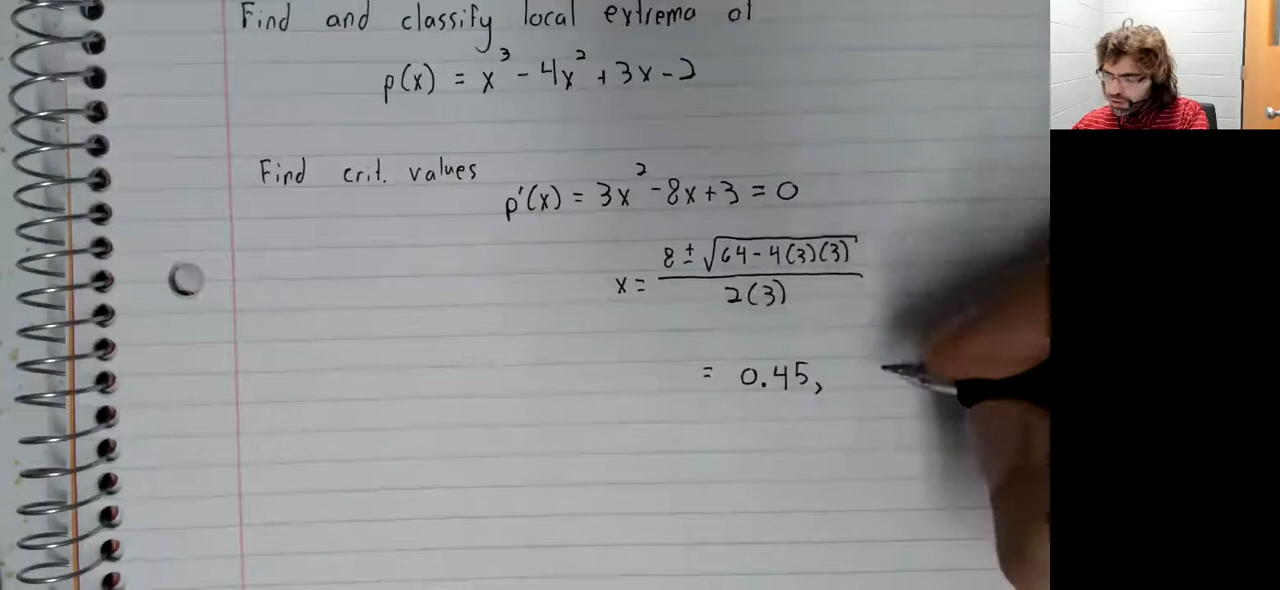 Find and classify local extrema of
p(x) = x³ - 4x² + 3x - 2
Find crit. values
p'(x) = 3x² - 8x + 3 = 0
x = (8 ± √(64 - 4(3)(3))) / 2(3)
= 0.45,